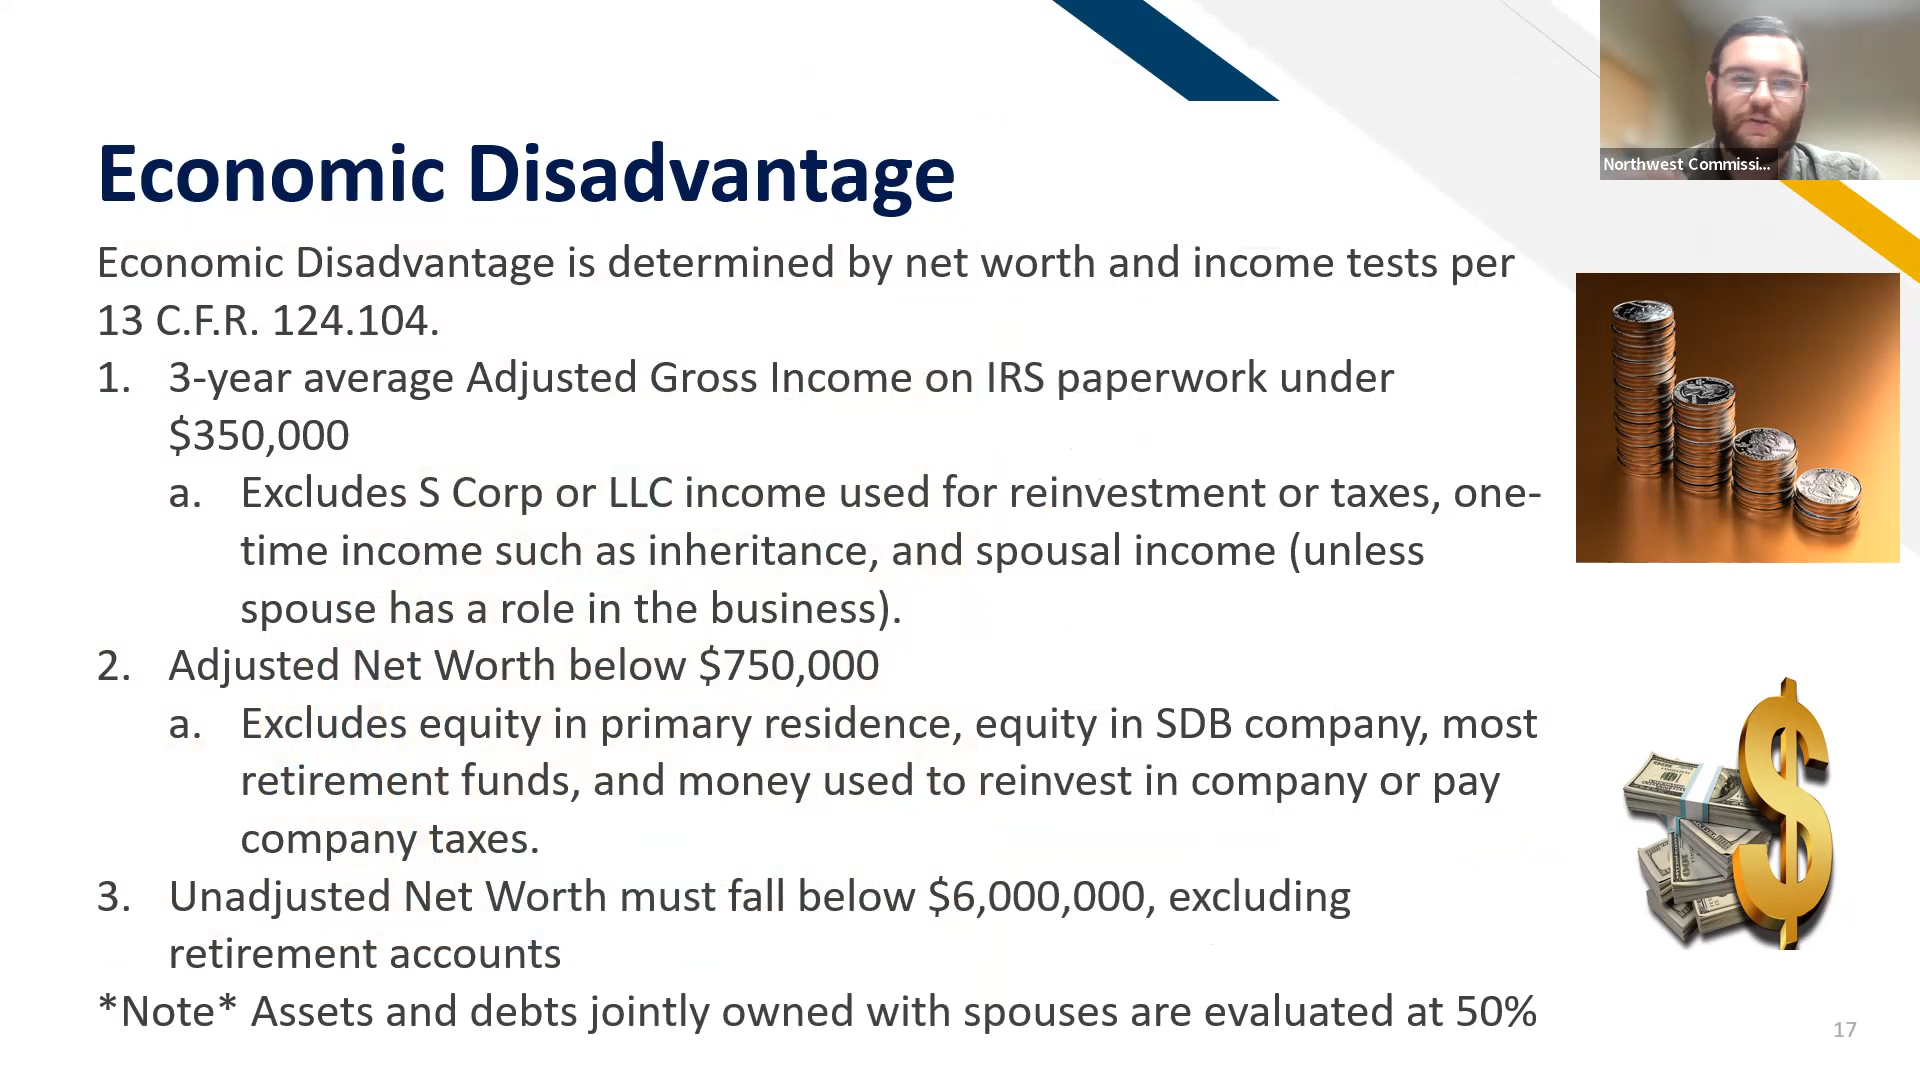 Northwest Commissi...
Economic Disadvantage
Economic Disadvantage is determined by net worth and income tests per
13 C.F.R. 124.104.
1. 3-year average Adjusted Gross Income on IRS paperwork under
$350,000
a. Excludes S Corp or LLC income used for reinvestment or taxes, one-
time income such as inheritance, and spousal income (unless
spouse has a role in the business).
2. Adjusted Net Worth below $750,000
a. Excludes equity in primary residence, equity in SDB company, most
retirement funds, and money used to reinvest in company or pay
company taxes.
3. Unadjusted Net Worth must fall below $6,000,000, excluding
retirement accounts
*Note* Assets and debts jointly owned with spouses are evaluated at 50%
17